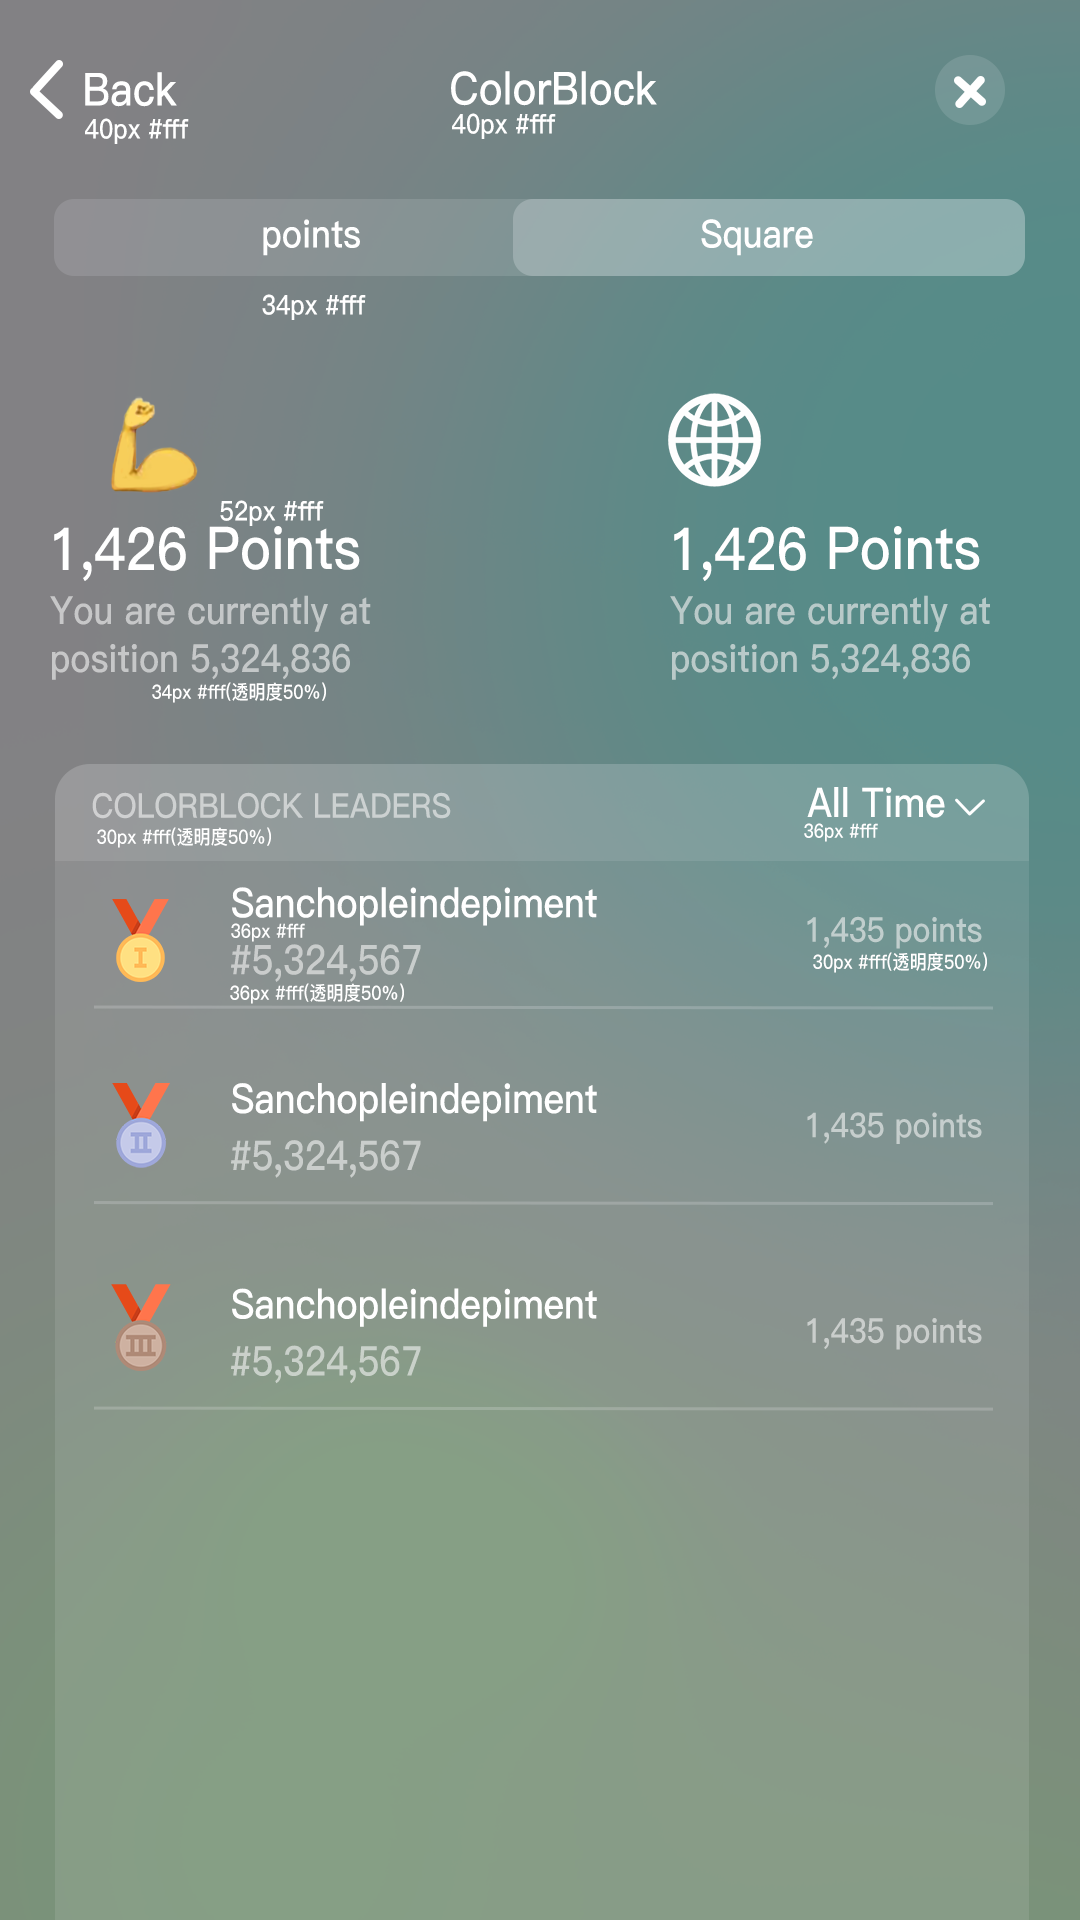 Back
40px #fff
ColorBlock
40px #fff
points
Square
34px #fff
52px #fff
1,426 Points
You are currently at
position 5,324,836
34px #fff(透明度50%)
1,426 Points
You are currently at
position 5,324,836
COLORBLOCK LEADERS
30px #fff(透明度50%)
All Time
36px #fff
I
Sanchopleindepiment
36px #fff
#5,324,567
36px #fff(透明度50%)
1,435 points
30px #fff(透明度50%)
II
Sanchopleindepiment
#5,324,567
1,435 points
III
Sanchopleindepiment
#5,324,567
1,435 points